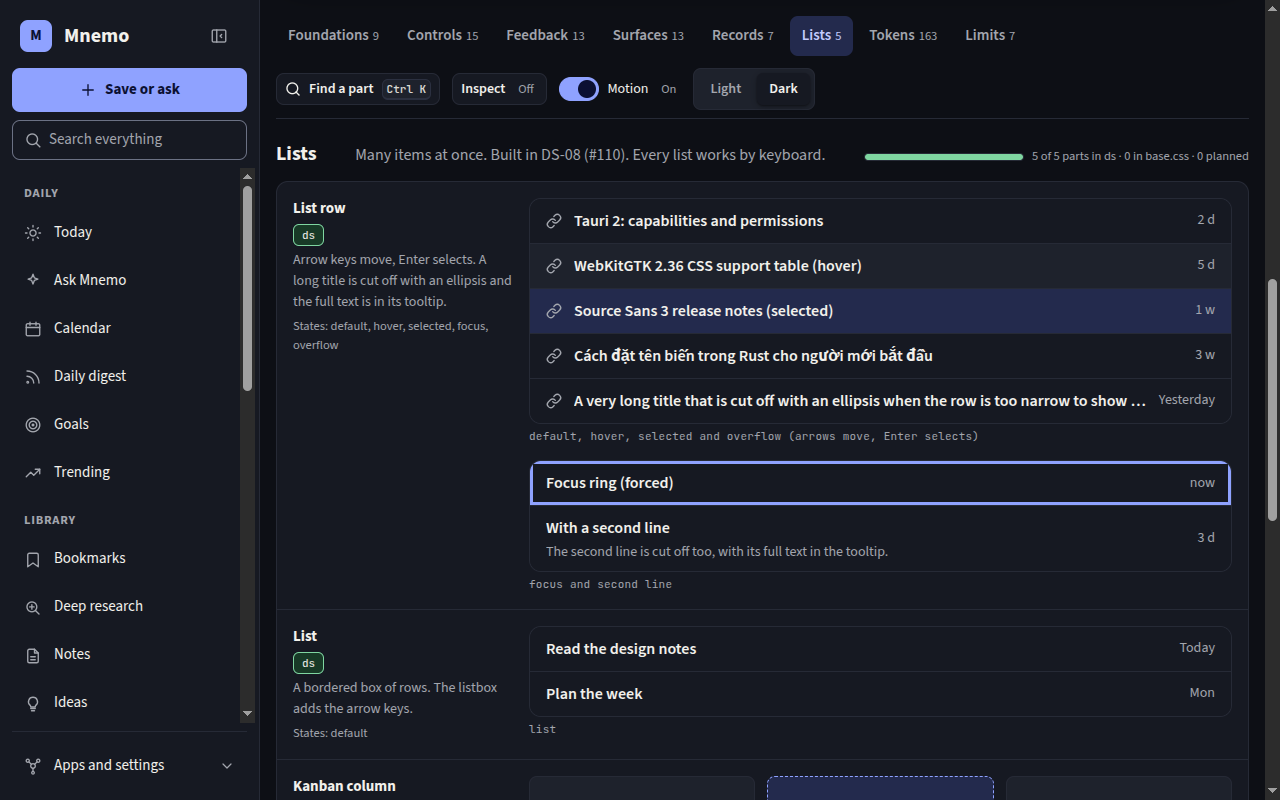 M Mnemo
Save or ask
Search everything
DAILY
Today
Ask Mnemo
Calendar
Daily digest
Goals
Trending
LIBRARY
Bookmarks
Deep research
Notes
Ideas
Apps and settings
Foundations 9 Controls 15 Feedback 13 Surfaces 13 Records 7 Lists 5 Tokens 163 Limits 7
Find a part Ctrl K Inspect Off Motion On Light Dark
Lists Many items at once. Built in DS-08 (#110). Every list works by keyboard. 5 of 5 parts in ds · 0 in base.css · 0 planned
List row
ds
Arrow keys move, Enter selects. A
long title is cut off with an ellipsis and
the full text is in its tooltip.
States: default, hover, selected, focus,
overflow
Tauri 2: capabilities and permissions 2 d
WebKitGTK 2.36 CSS support table (hover) 5 d
Source Sans 3 release notes (selected) 1 w
Cách đặt tên biến trong Rust cho người mới bắt đầu 3 w
A very long title that is cut off with an ellipsis when the row is too narrow to show … Yesterday
default, hover, selected and overflow (arrows move, Enter selects)
Focus ring (forced) now
With a second line
The second line is cut off too, with its full text in the tooltip.
3 d
focus and second line
List
ds
A bordered box of rows. The listbox
adds the arrow keys.
States: default
Read the design notes Today
Plan the week Mon
list
Kanban column